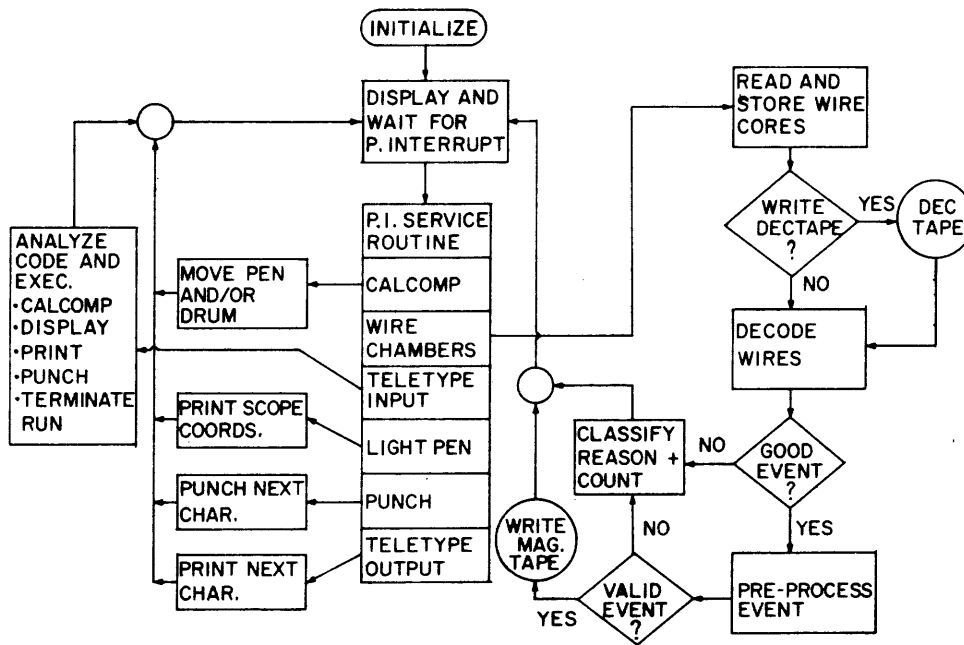 INITIALIZE
DISPLAY AND
WAIT FOR
P. INTERRUPT
P.I. SERVICE
ROUTINE
CALCOMP
WIRE
CHAMBERS
TELETYPE
INPUT
LIGHT PEN
PUNCH
TELETYPE
OUTPUT
ANALYZE
CODE AND
EXEC.
•CALCOMP
•DISPLAY
•PRINT
•PUNCH
•TERMINATE
RUN
MOVE PEN
AND/OR
DRUM
PRINT SCOPE
COORDS.
PUNCH NEXT
CHAR.
PRINT NEXT
CHAR.
READ AND
STORE WIRE
CORES
WRITE
DECTAPE
?
YES
DEC
TAPE
NO
DECODE
WIRES
GOOD
EVENT
?
NO
YES
CLASSIFY
REASON +
COUNT
PRE-PROCESS
EVENT
VALID
EVENT
?
NO
YES
WRITE
MAG.
TAPE